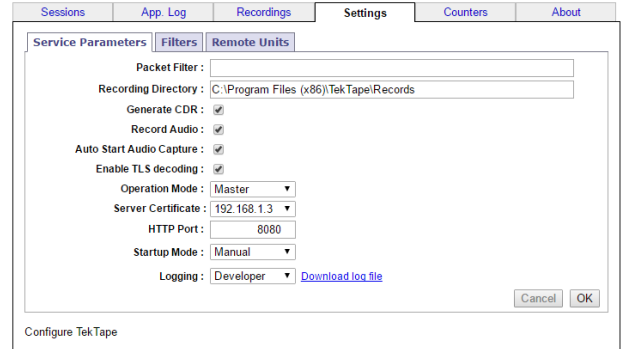 Sessions App. Log Recordings Settings Counters About
Service Parameters Filters Remote Units
Packet Filter :
Recording Directory : C:\Program Files (x86)\TekTape\Records
Generate CDR :
Record Audio :
Auto Start Audio Capture :
Enable TLS decoding :
Operation Mode : Master
Server Certificate : 192.168.1.3
HTTP Port : 8080
Startup Mode : Manual
Logging : Developer Download log file
Cancel OK
Configure TekTape